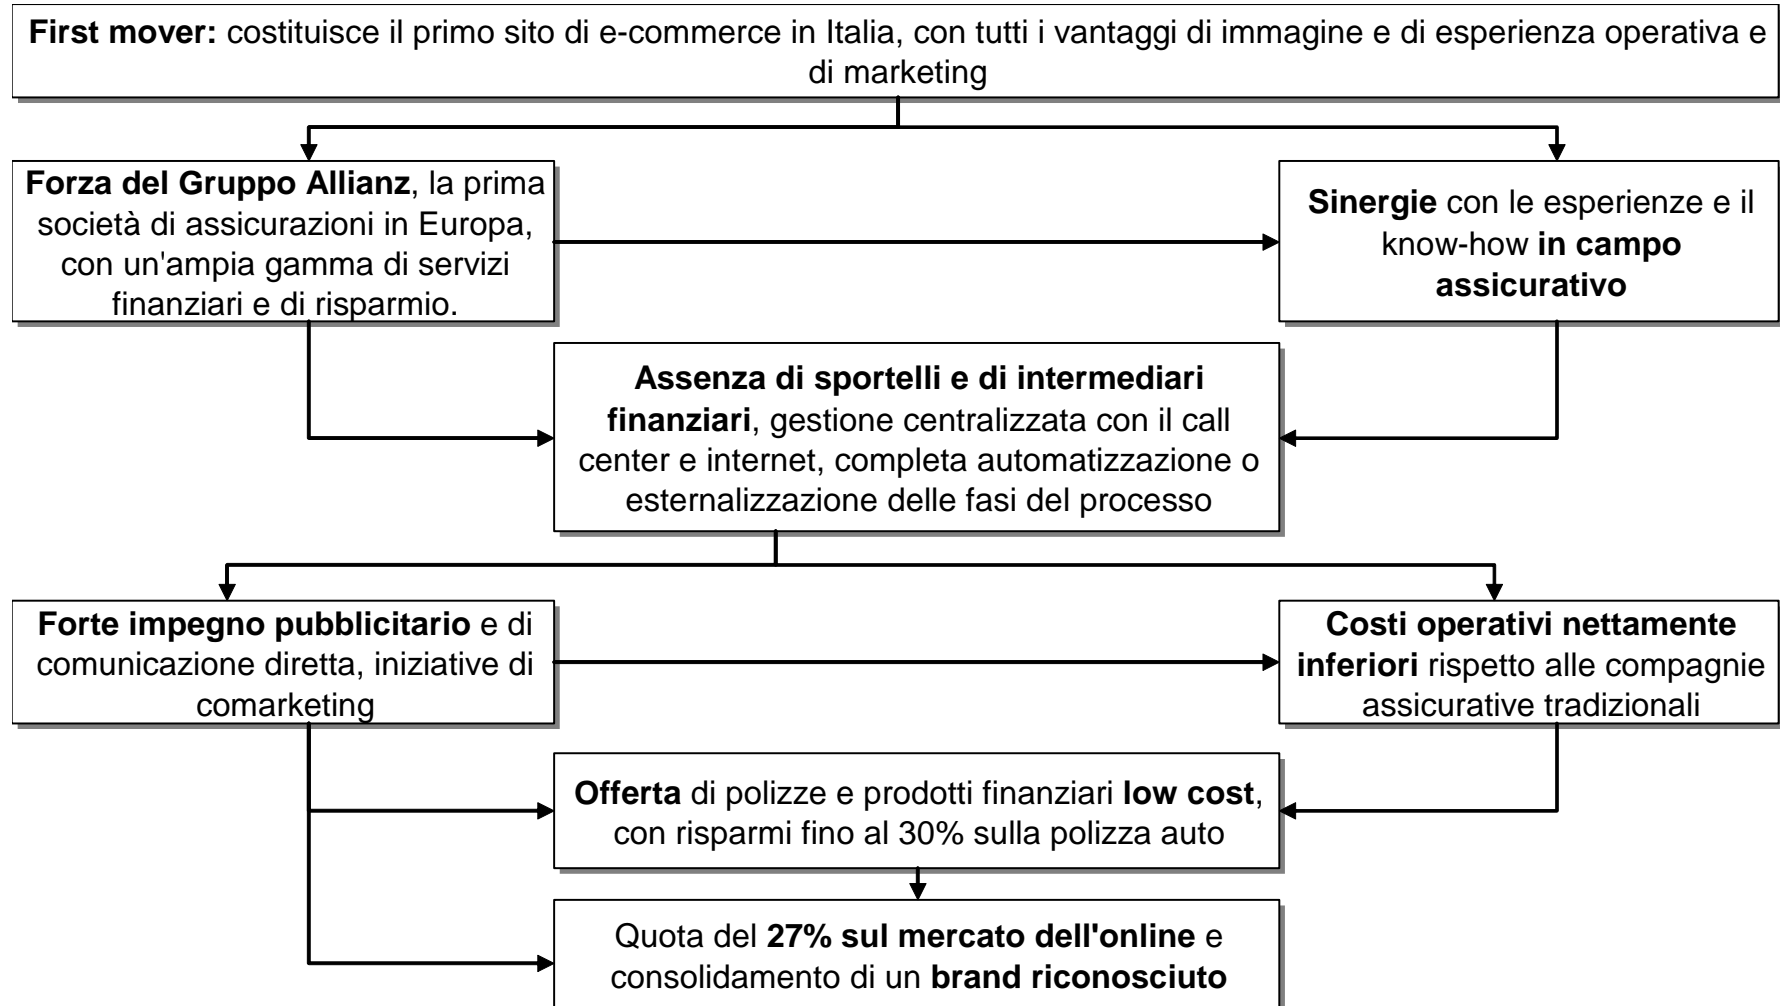 First mover: costituisce il primo sito di e-commerce in Italia, con tutti i vantaggi di immagine e di esperienza operativa e
di marketing
Forza del Gruppo Allianz, la prima
società di assicurazioni in Europa,
con un'ampia gamma di servizi
finanziari e di risparmio.
Sinergie con le esperienze e il
know-how in campo
assicurativo
Assenza di sportelli e di intermediari
finanziari, gestione centralizzata con il call
center e internet, completa automatizzazione o
esternalizzazione delle fasi del processo
Forte impegno pubblicitario e di
comunicazione diretta, iniziative di
comarketing
Costi operativi nettamente
inferiori rispetto alle compagnie
assicurative tradizionali
Offerta di polizze e prodotti finanziari low cost,
con risparmi fino al 30% sulla polizza auto
Quota del 27% sul mercato dell'online e
consolidamento di un brand riconosciuto